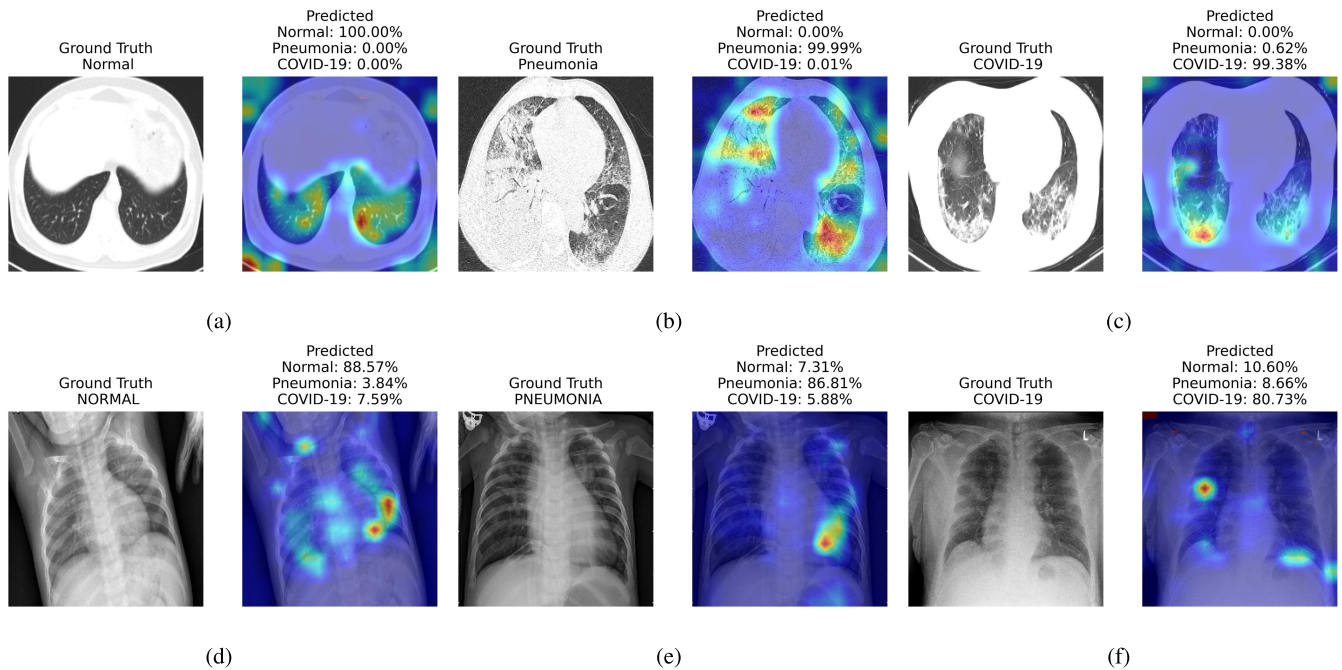 Ground Truth
Normal
Predicted
Normal: 100.00%
Pneumonia: 0.00%
COVID-19: 0.00%
Ground Truth
Pneumonia
Predicted
Normal: 0.00%
Pneumonia: 99.99%
COVID-19: 0.01%
Ground Truth
COVID-19
Predicted
Normal: 0.00%
Pneumonia: 0.62%
COVID-19: 99.38%
(a)
(b)
(c)
Ground Truth
NORMAL
Predicted
Normal: 88.57%
Pneumonia: 3.84%
COVID-19: 7.59%
Ground Truth
PNEUMONIA
Predicted
Normal: 7.31%
Pneumonia: 86.81%
COVID-19: 5.88%
Ground Truth
COVID-19
L
Predicted
Normal: 10.60%
Pneumonia: 8.66%
COVID-19: 80.73%
L
(d)
(e)
(f)